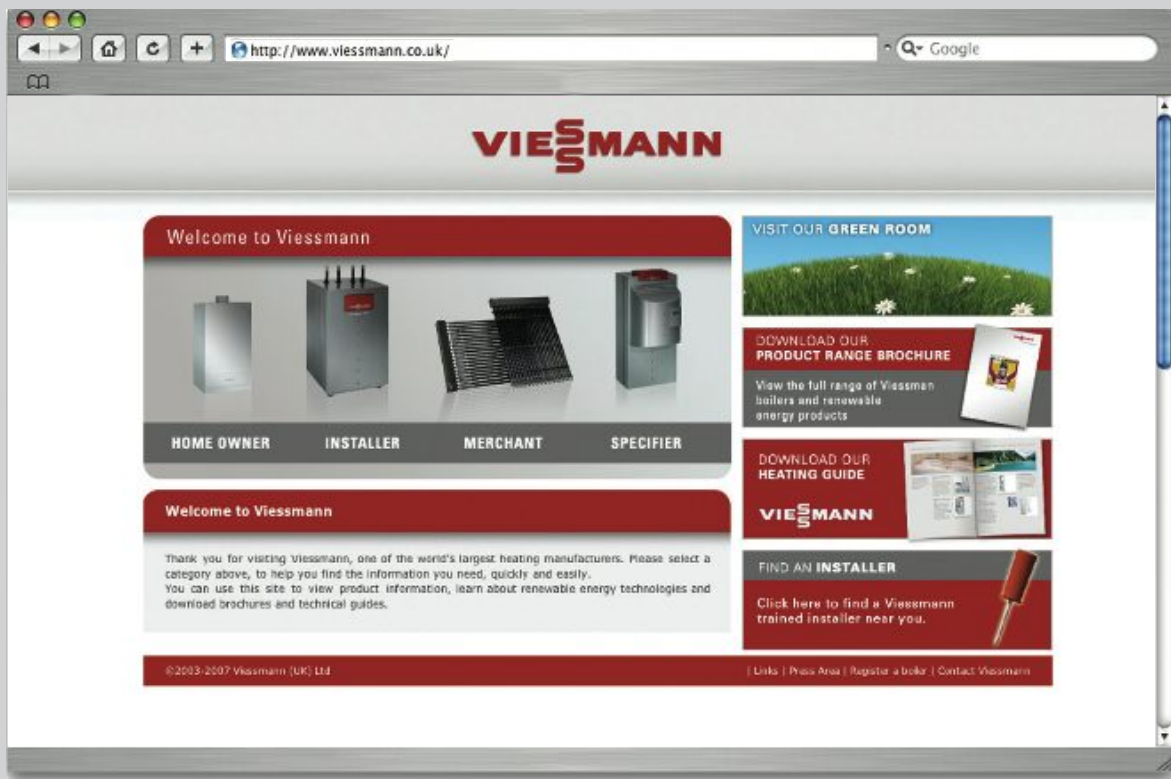 http://www.viessmann.co.uk/
Google
VIESSMANN
Welcome to Viessmann
HOME OWNER
INSTALLER
MERCHANT
SPECIFIER
Welcome to Viessmann
Thank you for visiting Viessmann, one of the world's largest heating manufacturers. Please select a
category above, to help you find the information you need, quickly and easily.
You can use this site to view product information, learn about renewable energy technologies and
download brochures and technical guides.
VISIT OUR GREEN ROOM
DOWNLOAD OUR
PRODUCT RANGE BROCHURE
View the full range of Viessman
boilers and renewable
energy products
DOWNLOAD OUR
HEATING GUIDE
VIESSMANN
FIND AN INSTALLER
Click here to find a Viessmann
trained installer near you.
©2003-2007 Viessmann (UK) Ltd
| Links | Press Area | Register a boiler | Contact Viessmann